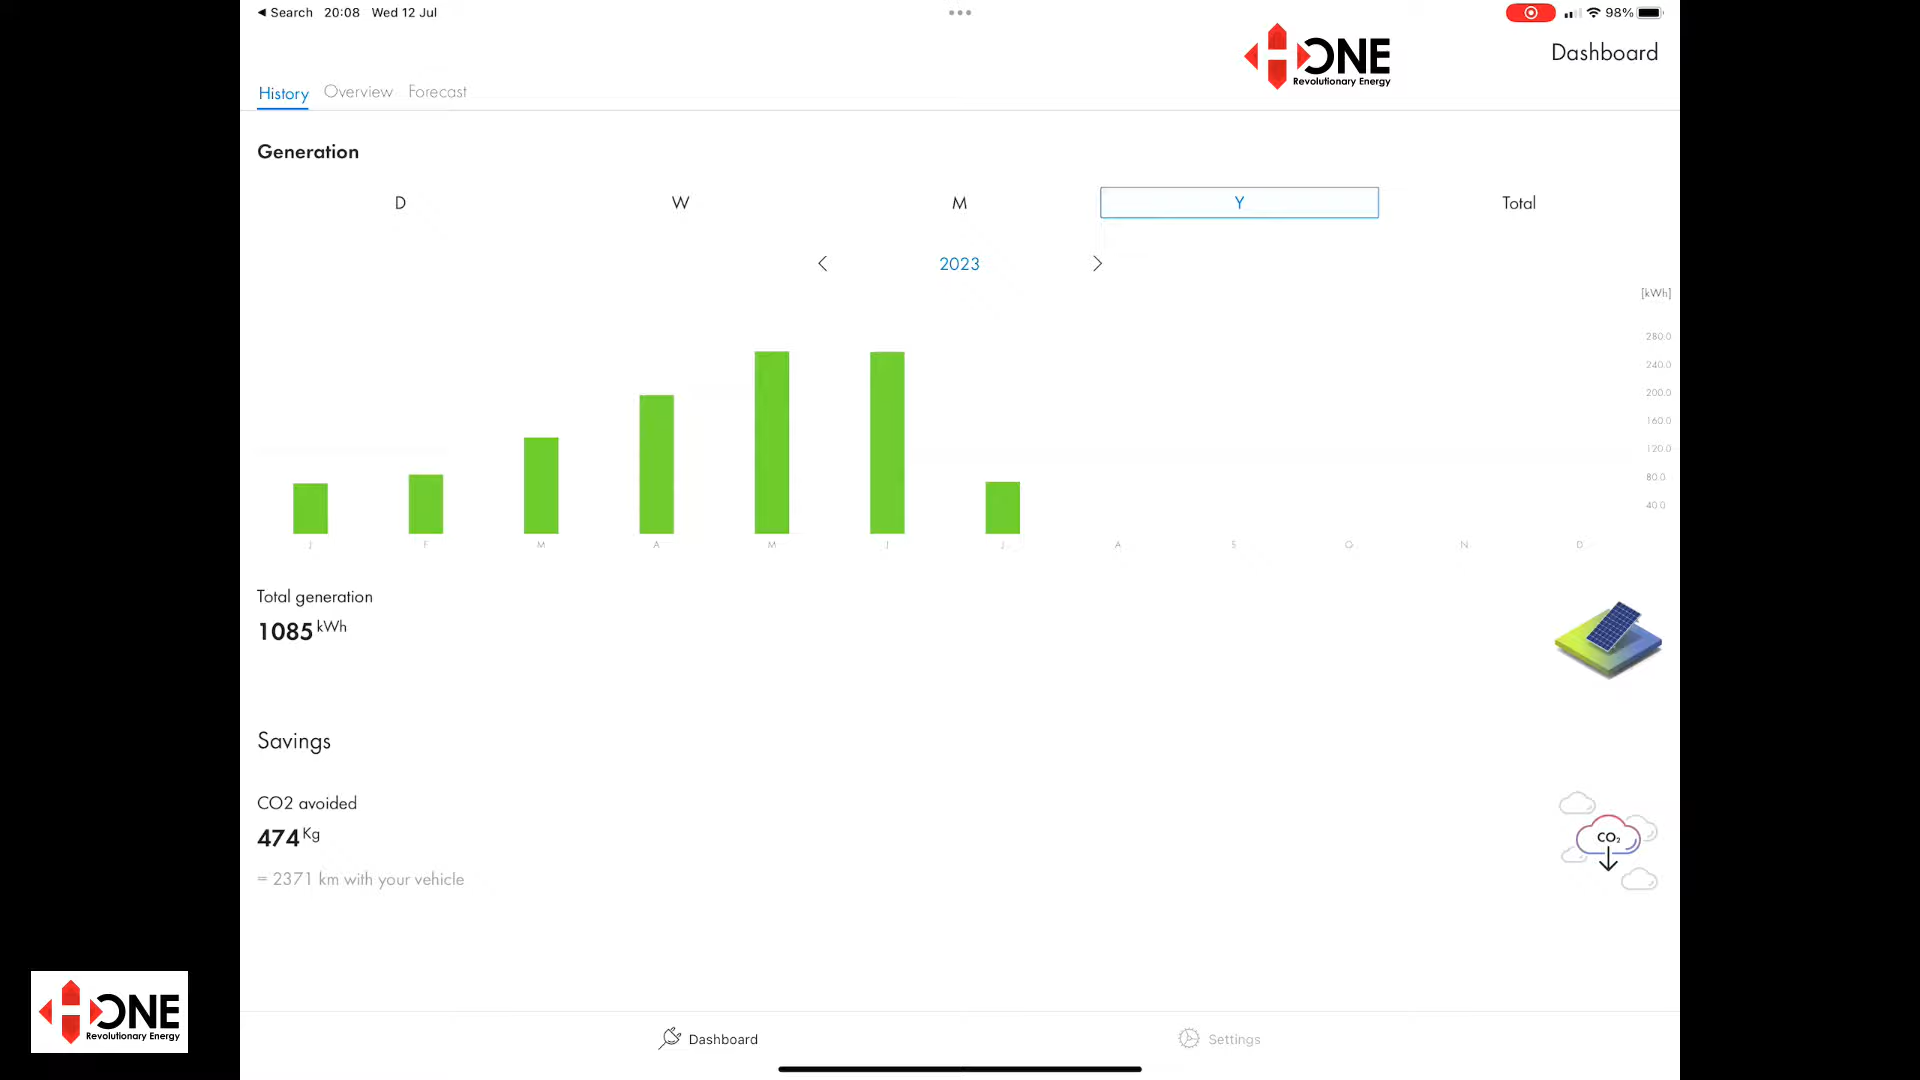 ◀ Search 20:08 Wed 12 Jul
98%
ONE
Revolutionary Energy
Dashboard
History Overview Forecast
Generation
D W M Y Total
2023
[kWh]
280.0
240.0
200.0
160.0
120.0
80.0
40.0
J F M A M J J A S O N D
Total generation
1085 kWh
Savings
CO2 avoided
474 Kg
CO₂
= 2371 km with your vehicle
ONE
Revolutionary Energy
Dashboard Settings